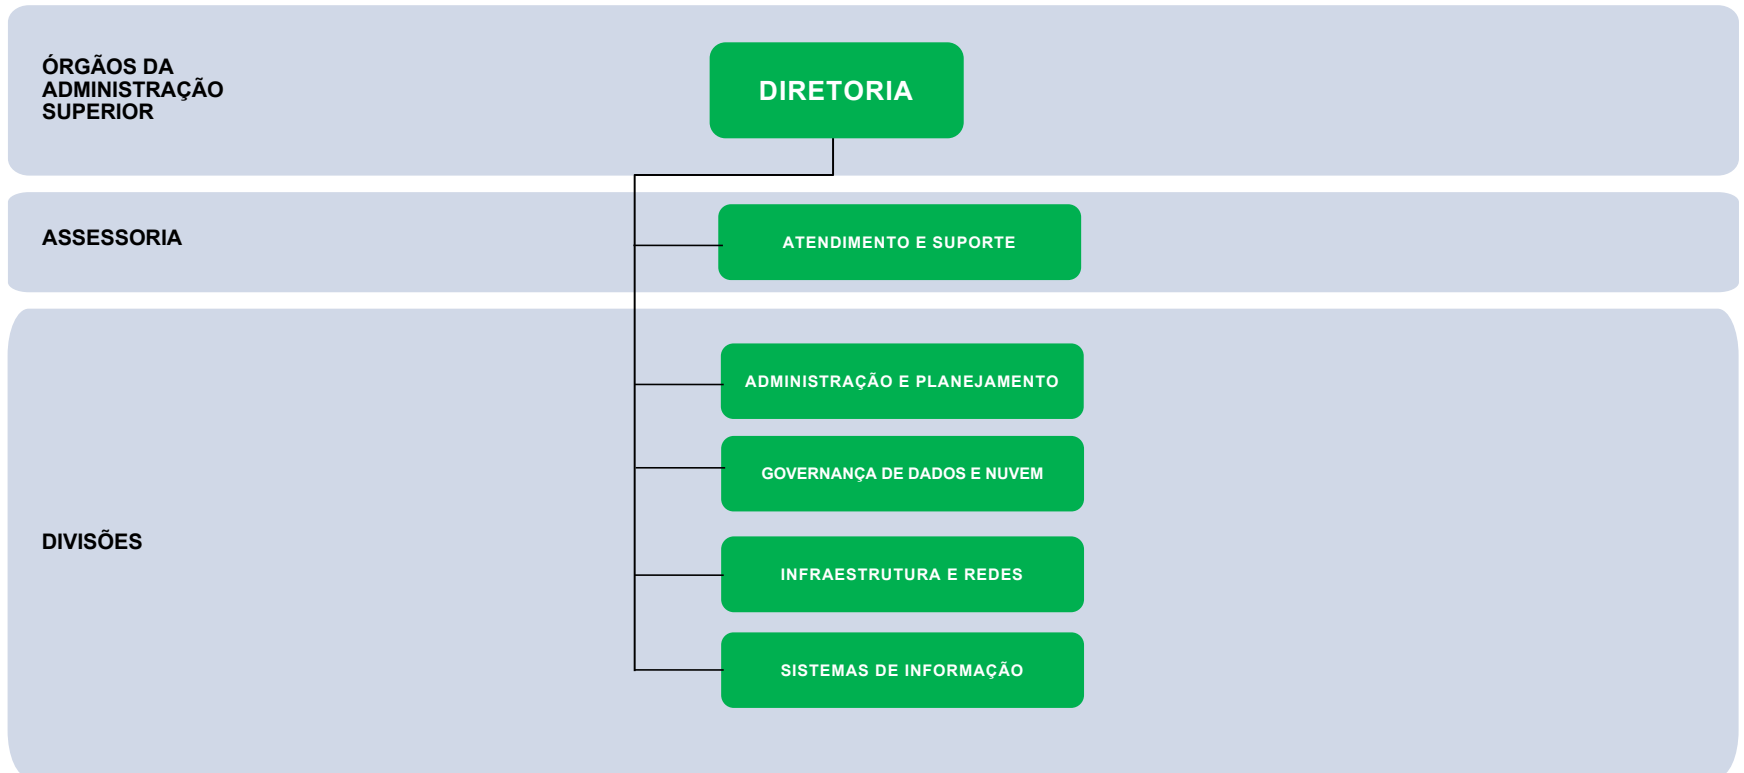 ÓRGÃOS DA
ADMINISTRAÇÃO
SUPERIOR
DIRETORIA
ASSESSORIA
ATENDIMENTO E SUPORTE
DIVISÕES
ADMINISTRAÇÃO E PLANEJAMENTO
GOVERNANÇA DE DADOS E NUVEM
INFRAESTRUTURA E REDES
SISTEMAS DE INFORMAÇÃO